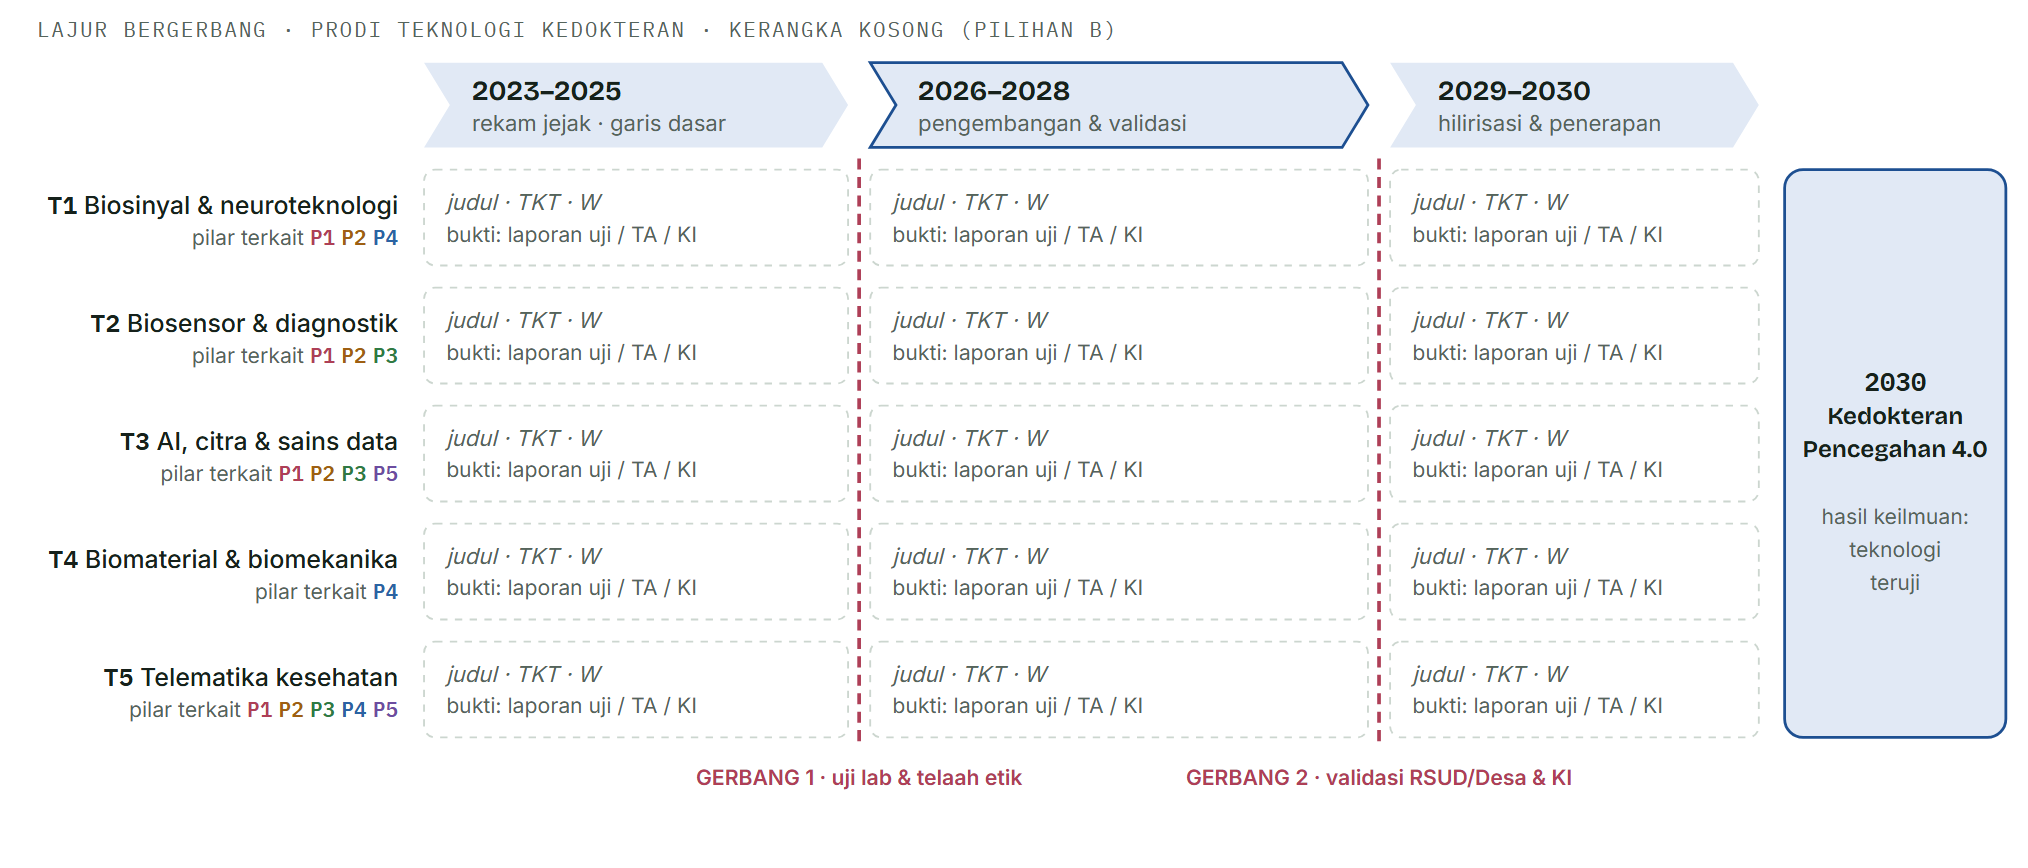 LAJUR BERGERBANG · PRODI TEKNOLOGI KEDOKTERAN · KERANGKA KOSONG (PILIHAN B)
2023–2025
rekam jejak · garis dasar
2026–2028
pengembangan & validasi
2029–2030
hilirisasi & penerapan
T1 Biosinyal & neuroteknologi
pilar terkait P1 P2 P4
judul · TKT · W
bukti: laporan uji / TA / KI
judul · TKT · W
bukti: laporan uji / TA / KI
judul · TKT · W
bukti: laporan uji / TA / KI
T2 Biosensor & diagnostik
pilar terkait P1 P2 P3
judul · TKT · W
bukti: laporan uji / TA / KI
judul · TKT · W
bukti: laporan uji / TA / KI
judul · TKT · W
bukti: laporan uji / TA / KI
T3 AI, citra & sains data
pilar terkait P1 P2 P3 P5
judul · TKT · W
bukti: laporan uji / TA / KI
judul · TKT · W
bukti: laporan uji / TA / KI
judul · TKT · W
bukti: laporan uji / TA / KI
T4 Biomaterial & biomekanika
pilar terkait P4
judul · TKT · W
bukti: laporan uji / TA / KI
judul · TKT · W
bukti: laporan uji / TA / KI
judul · TKT · W
bukti: laporan uji / TA / KI
T5 Telematika kesehatan
pilar terkait P1 P2 P3 P4 P5
judul · TKT · W
bukti: laporan uji / TA / KI
judul · TKT · W
bukti: laporan uji / TA / KI
judul · TKT · W
bukti: laporan uji / TA / KI
2030
Kedokteran
Pencegahan 4.0
hasil keilmuan:
teknologi
teruji
GERBANG 1 · uji lab & telaah etik
GERBANG 2 · validasi RSUD/Desa & KI